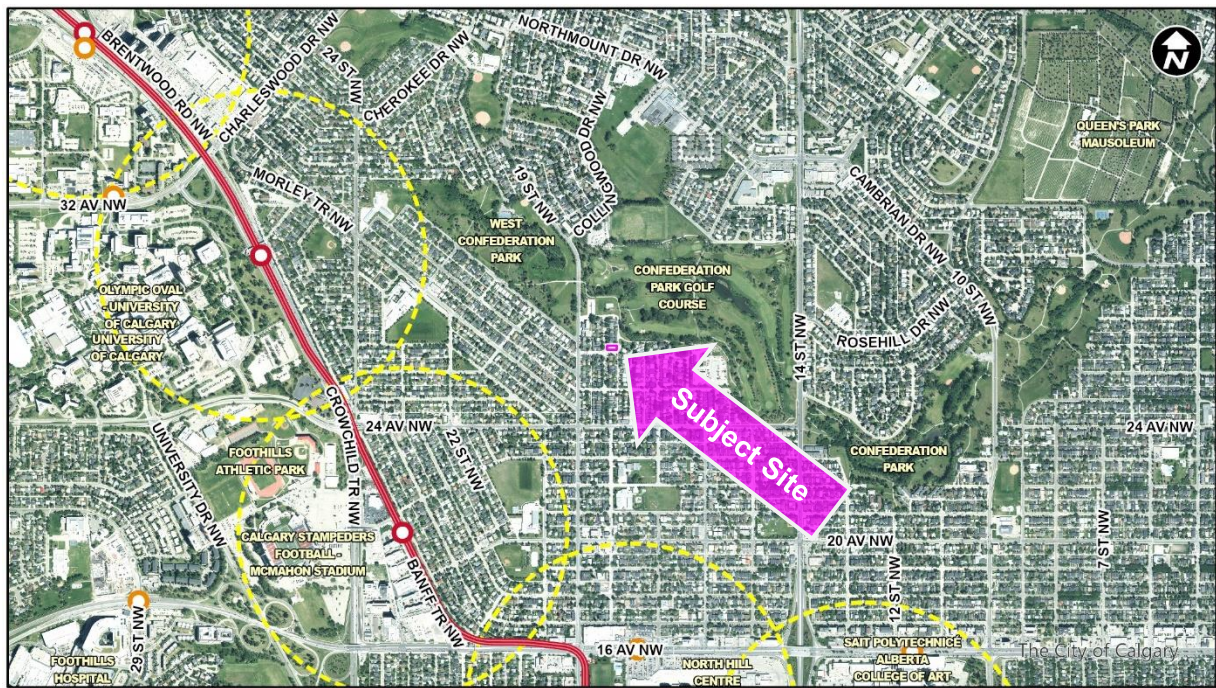 BRENTWOOD RD NW
CHARLESWOOD DR NW
24 ST NW
CHEROKEE DR NW
NORTHMOUNT DR NW
N
QUEEN'S PARK
MAUSOLEUM
MORLEY TR NW
19 ST NW
COLLINGWOOD DR NW
CAMBRIAN DR NW
32 AV NW
WEST
CONFEDERATION
PARK
10 ST NW
OLYMPIC OVAL
- UNIVERSITY
OF CALGARY
UNIVERSITY
OF CALGARY
CONFEDERATION
PARK GOLF
COURSE
14 ST NW
ROSEHILL DR NW
Subject Site
CROWCHILD TR NW
24 AV NW
24 AV NW
22 ST NW
UNIVERSITY DR NW
FOOTHILLS
ATHLETIC PARK
CONFEDERATION
PARK
CALGARY STAMPEDERS
FOOTBALL -
MCMAHON STADIUM
20 AV NW
7 ST NW
BANFF TR NW
12 ST NW
29 ST NW
16 AV NW
FOOTHILLS
HOSPITAL
NORTH HILL
CENTRE
SAIT POLYTECHNICE
ALBERTA
COLLEGE OF ART
The City of Calgary